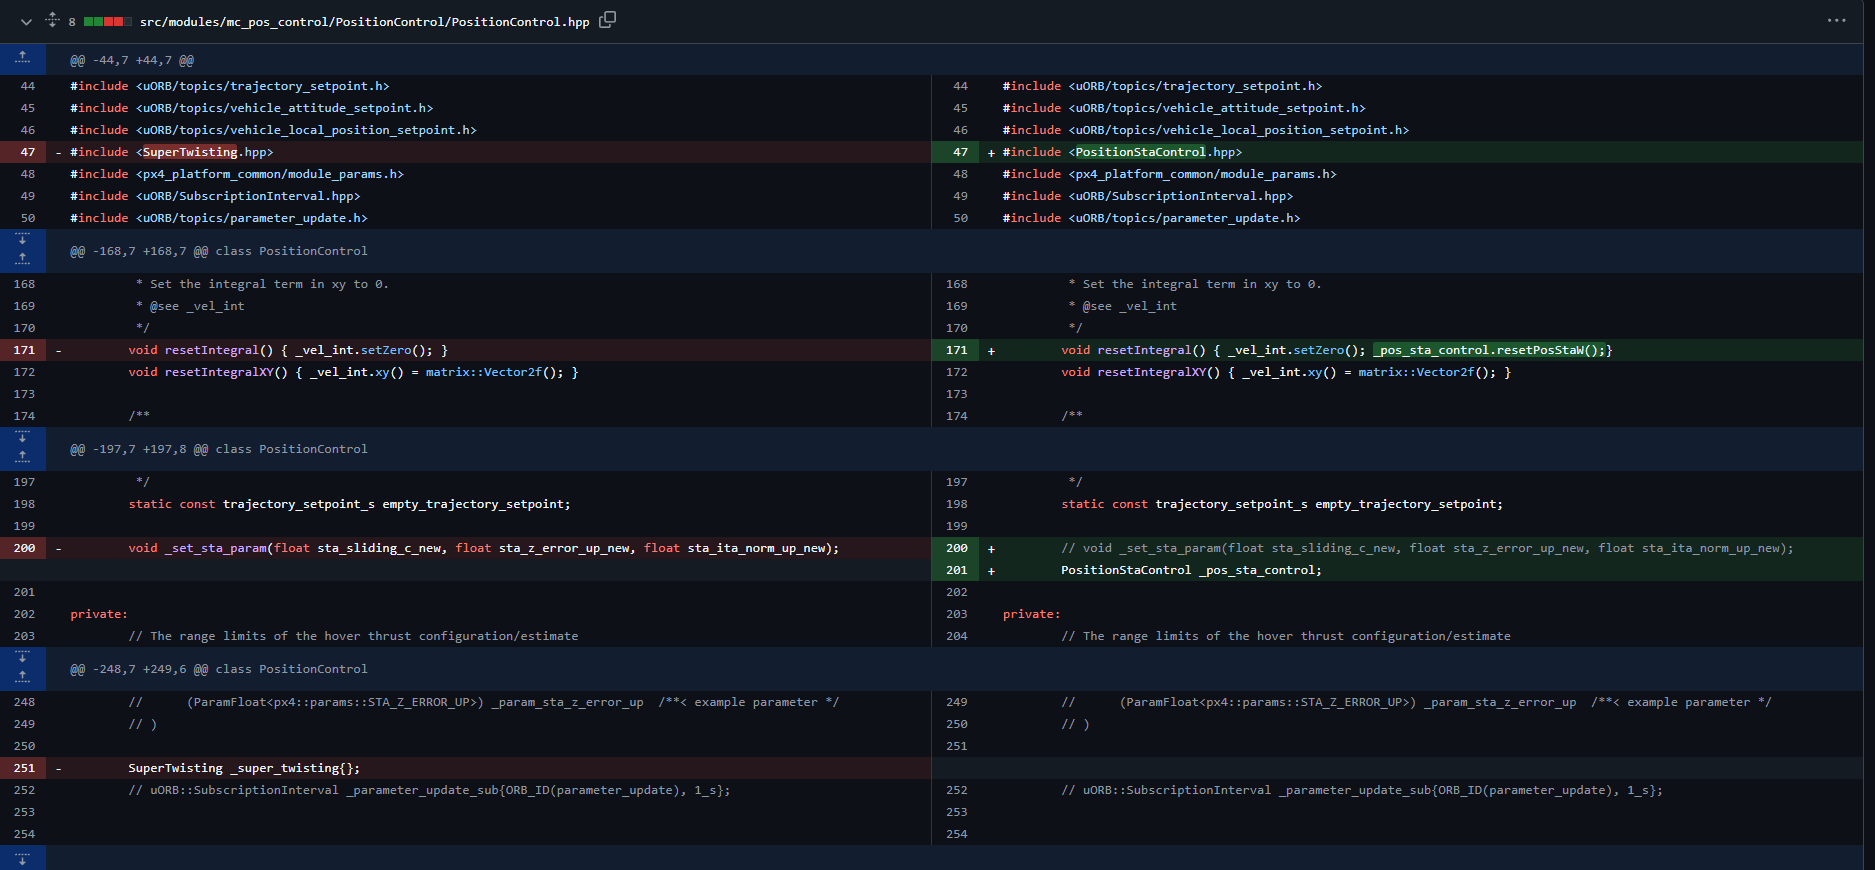 8 src/modules/mc_pos_control/PositionControl/PositionControl.hpp
@@ -44,7 +44,7 @@
44 #include <uORB/topics/trajectory_setpoint.h>
45 #include <uORB/topics/vehicle_attitude_setpoint.h>
46 #include <uORB/topics/vehicle_local_position_setpoint.h>
47 - #include <SuperTwisting.hpp>
48 #include <px4_platform_common/module_params.h>
49 #include <uORB/SubscriptionInterval.hpp>
50 #include <uORB/topics/parameter_update.h>
44 #include <uORB/topics/trajectory_setpoint.h>
45 #include <uORB/topics/vehicle_attitude_setpoint.h>
46 #include <uORB/topics/vehicle_local_position_setpoint.h>
47 + #include <PositionStaControl.hpp>
48 #include <px4_platform_common/module_params.h>
49 #include <uORB/SubscriptionInterval.hpp>
50 #include <uORB/topics/parameter_update.h>
@@ -168,7 +168,7 @@ class PositionControl
168 * Set the integral term in xy to 0.
169 * @see _vel_int
170 */
171 - void resetIntegral() { _vel_int.setZero(); }
172 void resetIntegralXY() { _vel_int.xy() = matrix::Vector2f(); }
173
174 /**
168 * Set the integral term in xy to 0.
169 * @see _vel_int
170 */
171 + void resetIntegral() { _vel_int.setZero(); _pos_sta_control.resetPosStaW();}
172 void resetIntegralXY() { _vel_int.xy() = matrix::Vector2f(); }
173
174 /**
@@ -197,7 +197,8 @@ class PositionControl
197 */
198 static const trajectory_setpoint_s empty_trajectory_setpoint;
199
200 - void _set_sta_param(float sta_sliding_c_new, float sta_z_error_up_new, float sta_ita_norm_up_new);
201
202 private:
203 // The range limits of the hover thrust configuration/estimate
197 */
198 static const trajectory_setpoint_s empty_trajectory_setpoint;
199
200 + // void _set_sta_param(float sta_sliding_c_new, float sta_z_error_up_new, float sta_ita_norm_up_new);
201 + PositionStaControl _pos_sta_control;
202
203 private:
204 // The range limits of the hover thrust configuration/estimate
@@ -248,7 +249,6 @@ class PositionControl
248 // (ParamFloat<px4::params::STA_Z_ERROR_UP>) _param_sta_z_error_up /**< example parameter */
249 // )
250
251 - SuperTwisting _super_twisting{};
252 // uORB::SubscriptionInterval _parameter_update_sub{ORB_ID(parameter_update), 1_s};
253
254
249 // (ParamFloat<px4::params::STA_Z_ERROR_UP>) _param_sta_z_error_up /**< example parameter */
250 // )
251
252 // uORB::SubscriptionInterval _parameter_update_sub{ORB_ID(parameter_update), 1_s};
253
254